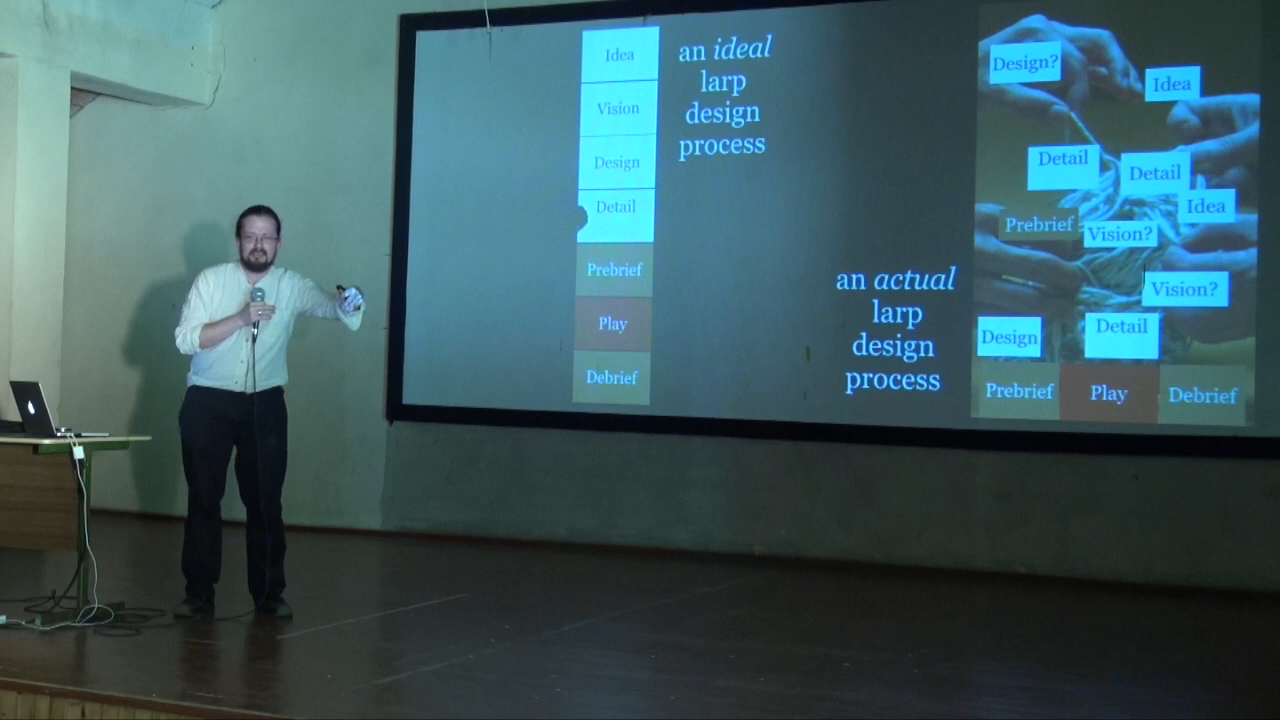 Idea
Vision
Design
Detail
Prebrief
Play
Debrief
an ideal
larp
design
process
an actual
larp
design
process
Design?
Idea
Detail
Detail
Idea
Prebrief
Vision?
Vision?
Design
Detail
Prebrief
Play
Debrief